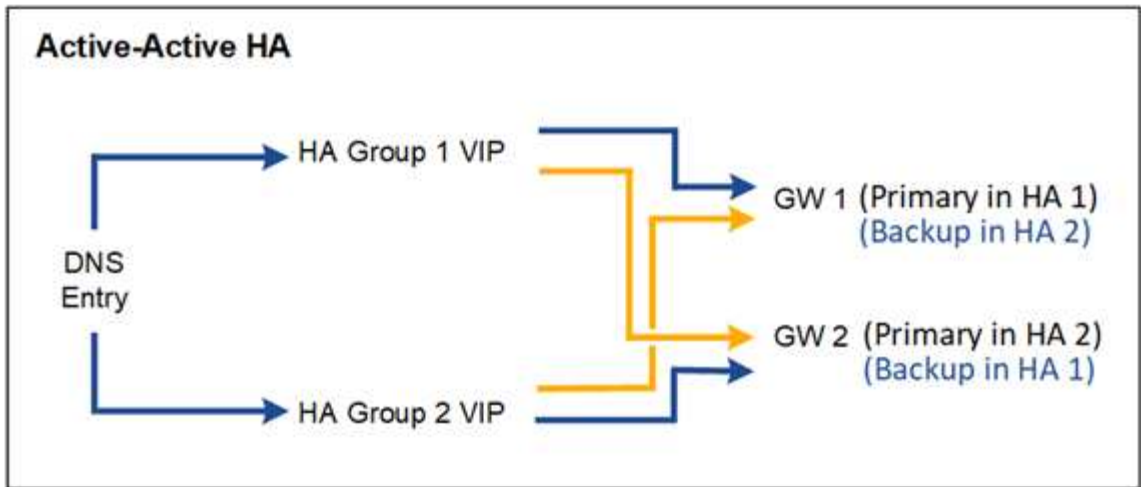 Active-Active HA
HA Group 1 VIP
GW 1 (Primary in HA 1)
(Backup in HA 2)
DNS
Entry
GW 2 (Primary in HA 2)
(Backup in HA 1)
HA Group 2 VIP